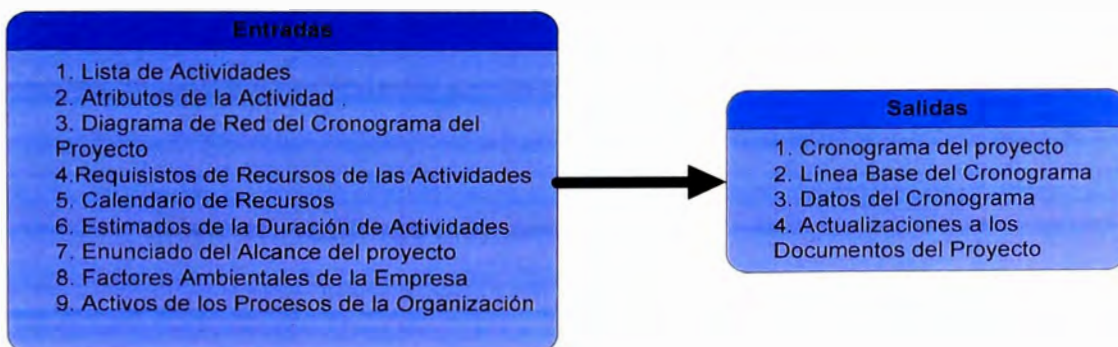 Entradas
1. Lista de Actividades
2. Atributos de la Actividad .
3. Diagrama de Red del Cronograma del
Proyecto
4.Requisistos de Recursos de las Actividades
5. Calendario de Recursos
6. Estimados de la Duración de Actividades
7. Enunciado del Alcance del proyecto
8. Factores Ambientales de la Empresa
9. Activos de los Procesos de la Organización
Salidas
1. Cronograma del proyecto
2. Línea Base del Cronograma
3. Datos del Cronograma
4. Actualizaciones a los
Documentos del Proyecto